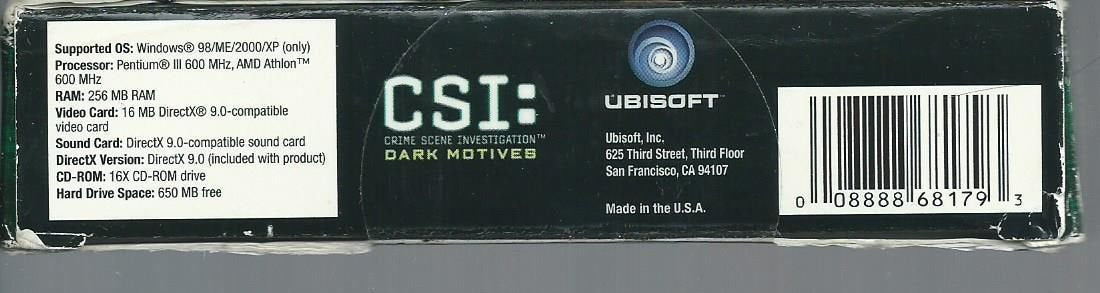 Supported OS: Windows® 98/ME/2000/XP (only)
Processor: Pentium® III 600 MHz, AMD Athlon™
600 MHz
RAM: 256 MB RAM
Video Card: 16 MB DirectX® 9.0-compatible
video card
Sound Card: DirectX 9.0-compatible sound card
DirectX Version: DirectX 9.0 (included with product)
CD-ROM: 16X CD-ROM drive
Hard Drive Space: 650 MB free
CSI:
CRIME SCENE INVESTIGATION™
DARK MOTIVES
UBISOFT™
Ubisoft, Inc.
625 Third Street, Third Floor
San Francisco, CA 94107
Made in the U.S.A.
0 08888 68179 3